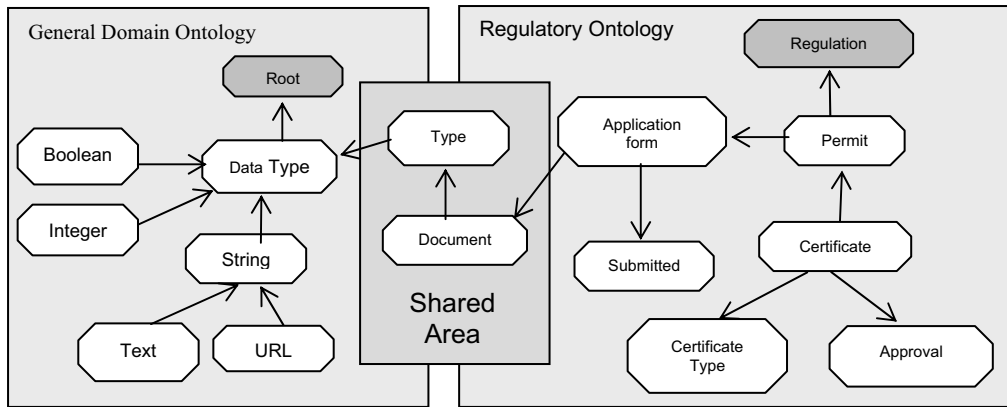 General Domain Ontology
Root
Boolean
Data Type
Integer
String
Text
URL
Type
Document
Shared
Area
Regulatory Ontology
Regulation
Application
form
Permit
Submitted
Certificate
Certificate
Type
Approval